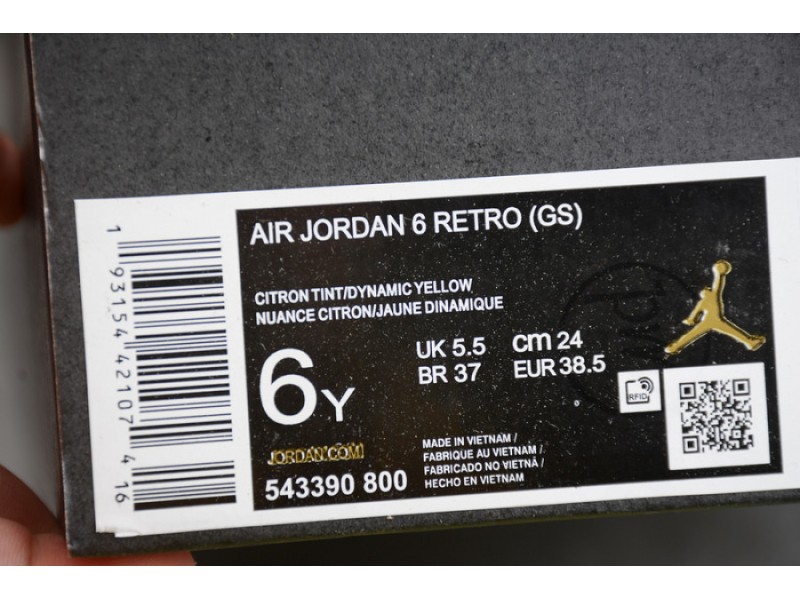 AIR JORDAN 6 RETRO (GS)
CITRON TINT/DYNAMIC YELLOW
NUANCE CITRON/JAUNE DINAMIQUE
6Y
UK 5.5 cm 24
BR 37 EUR 38.5
RFID
JORDAN.COM
543390 800
MADE IN VIETNAM /
FABRIQUE AU VIETNAM /
FABRICADO NO VIETNÃ /
HECHO EN VIETNAM
1 93154 42107 4 16